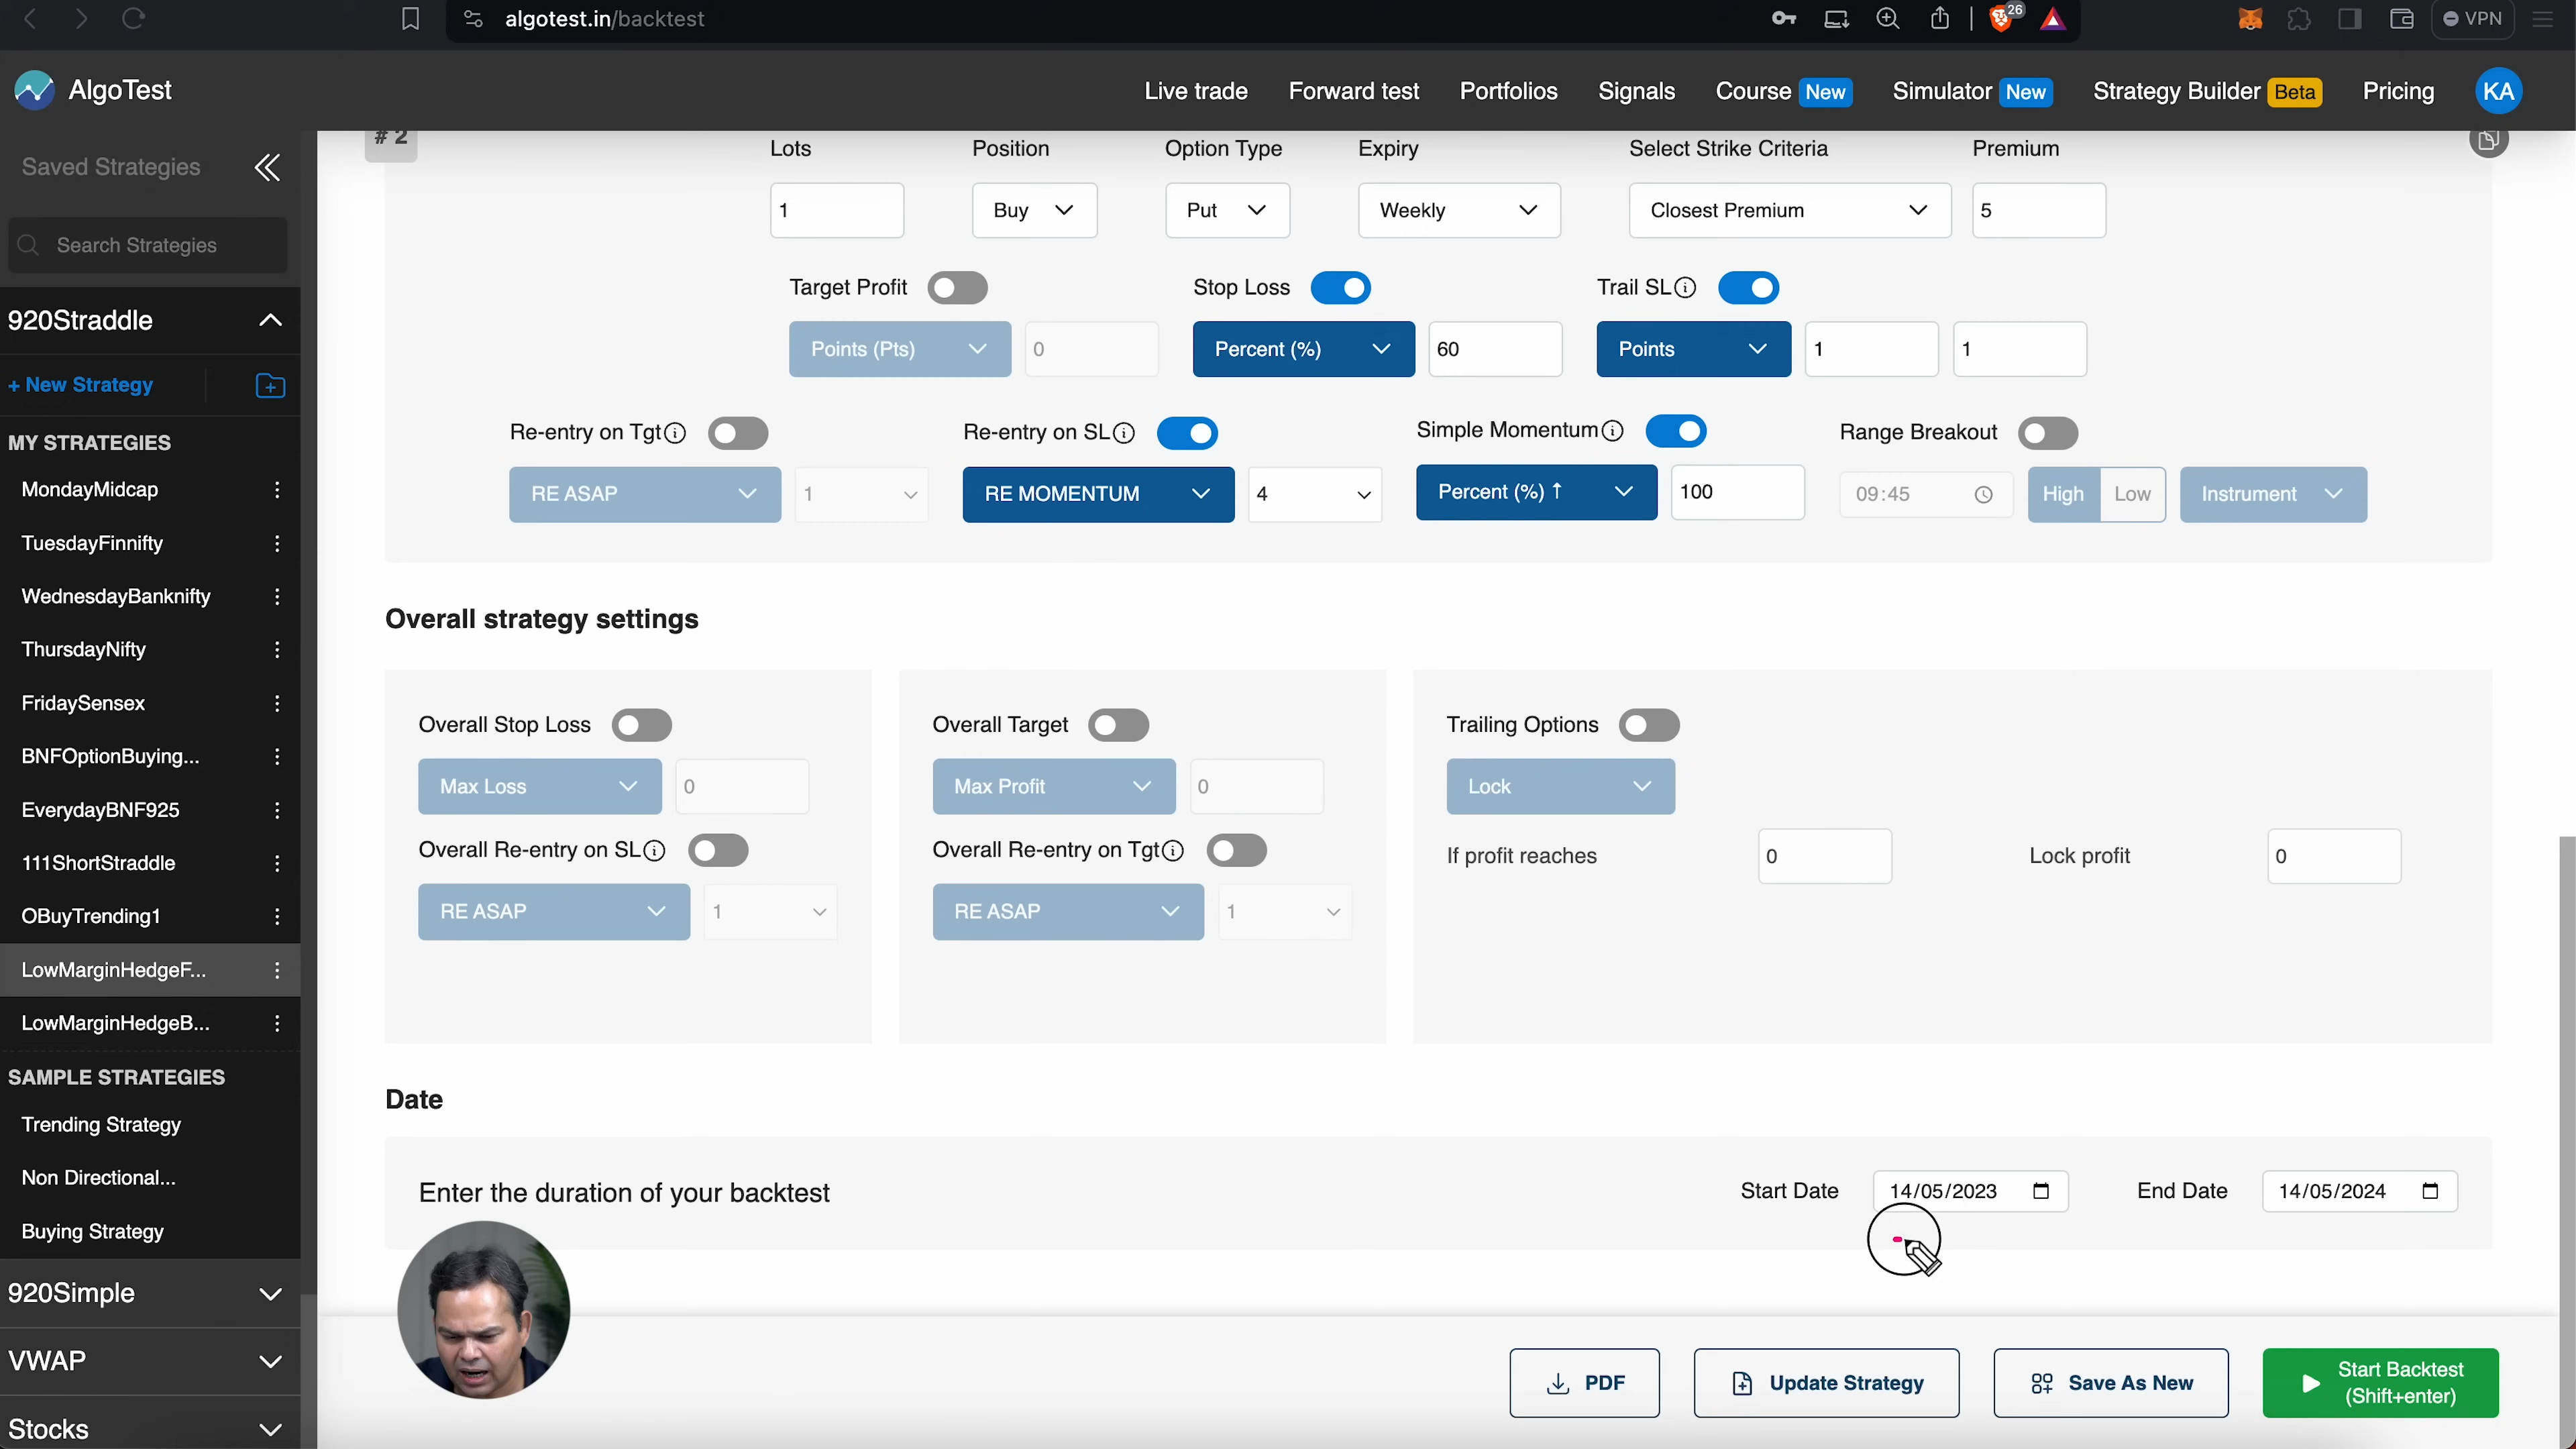 algotest.in/backtest
26
VPN
AlgoTest
Live trade
Forward test
Portfolios
Signals
Course New
Simulator New
Strategy Builder Beta
Pricing
KA
Saved Strategies
Search Strategies
920Straddle
+ New Strategy
MY STRATEGIES
MondayMidcap
TuesdayFinnifty
WednesdayBanknifty
ThursdayNifty
FridaySensex
BNFOptionBuying...
EverydayBNF925
111ShortStraddle
OBuyTrending1
LowMarginHedgeF...
LowMarginHedgeB...
SAMPLE STRATEGIES
Trending Strategy
Non Directional...
Buying Strategy
920Simple
VWAP
Stocks
# 2
Lots Position Option Type Expiry Select Strike Criteria Premium
1 Buy Put Weekly Closest Premium 5
Target Profit Stop Loss Trail SL
Points (Pts) 0 Percent (%) 60 Points 1 1
Re-entry on Tgt Re-entry on SL Simple Momentum Range Breakout
RE ASAP 1 RE MOMENTUM 4 Percent (%) ↑ 100 09:45 High Low Instrument
Overall strategy settings
Overall Stop Loss Overall Target Trailing Options
Max Loss 0 Max Profit 0 Lock
Overall Re-entry on SL Overall Re-entry on Tgt If profit reaches 0 Lock profit 0
RE ASAP 1 RE ASAP 1
Date
Enter the duration of your backtest Start Date 14/05/2023 End Date 14/05/2024
PDF Update Strategy Save As New Start Backtest
(Shift+enter)